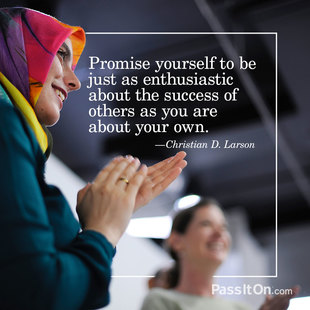 Promise yourself to be
just as enthusiastic
about the success of
others as you are
about your own.
—Christian D. Larson
PassItOn.com®